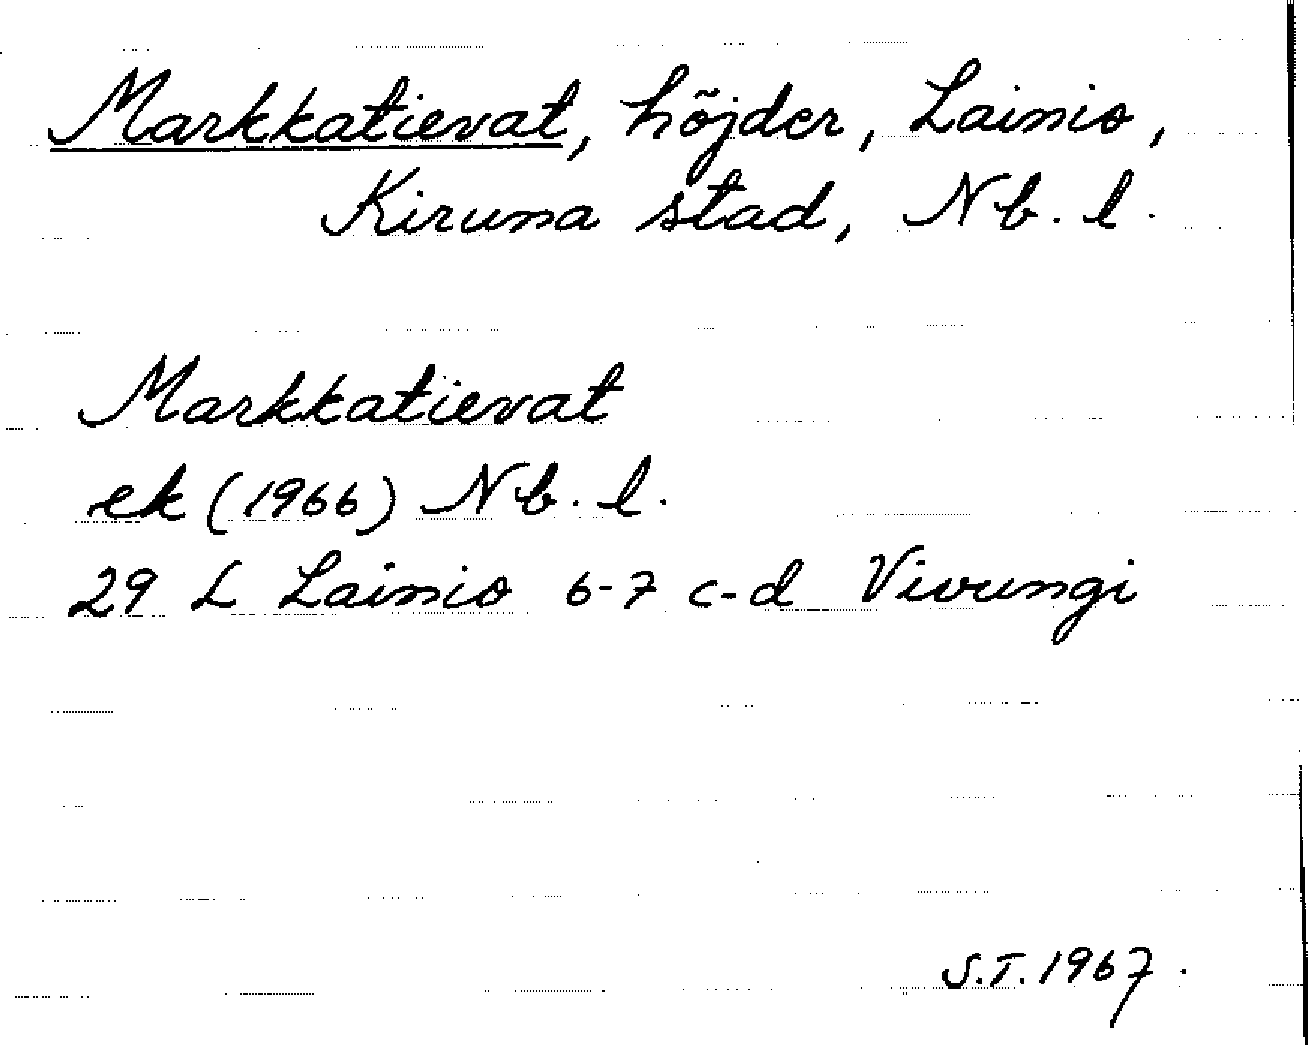 Markkatievat, höjder, Lainio,
Kiruna stad, Nb. l.
Markkatievat
ek (1966) Nb. l.
29 L Lainio 6-7 c-d Vivungi
S.T. 1967.